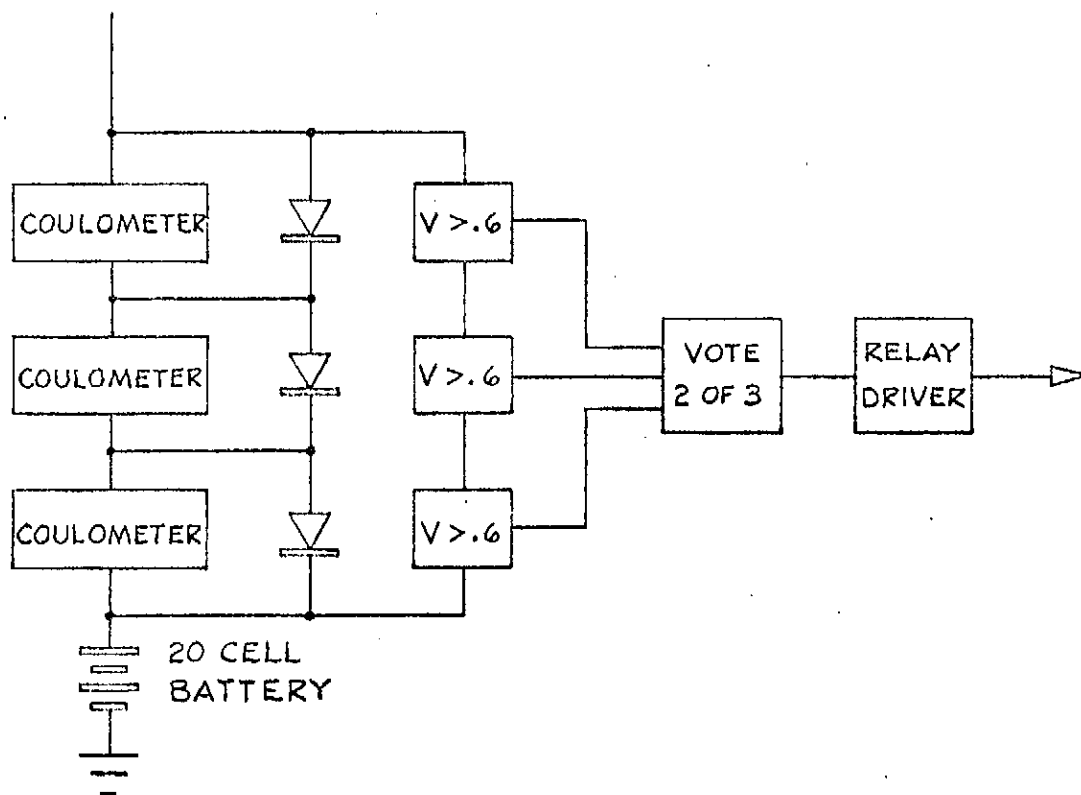 COULOMETER
V >.6
COULOMETER
V >.6
VOTE
2 OF 3
RELAY
DRIVER
COULOMETER
V >.6
20 CELL
BATTERY